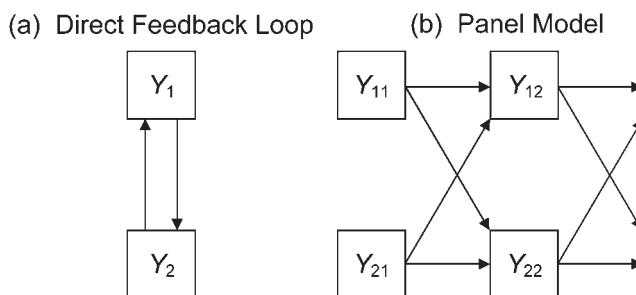 (a) Direct Feedback Loop
Y₁
Y₂
(b) Panel Model
Y₁₁
Y₁₂
Y₂₁
Y₂₂